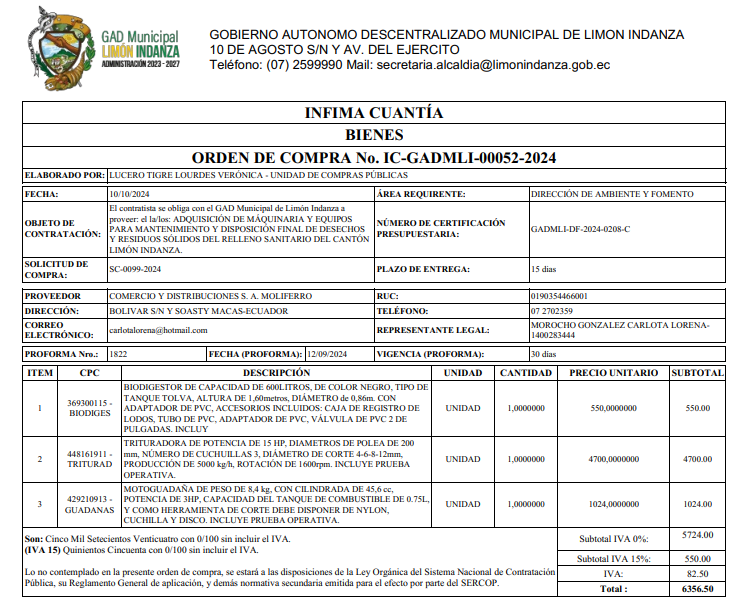 GAD Municipal
LIMÓN INDANZA
ADMINISTRACIÓN 2023 - 2027
GOBIERNO AUTONOMO DESCENTRALIZADO MUNICIPAL DE LIMON INDANZA
10 DE AGOSTO S/N Y AV. DEL EJERCITO
Teléfono: (07) 2599990 Mail: secretaria.alcaldia@limonindanza.gob.ec
INFIMA CUANTÍA
BIENES
ORDEN DE COMPRA No. IC-GADMLI-00052-2024
ELABORADO POR: LUCERO TIGRE LOURDES VERÓNICA - UNIDAD DE COMPRAS PÚBLICAS
FECHA: 10/10/2024 ÁREA REQUIRENTE: DIRECCIÓN DE AMBIENTE Y FOMENTO
OBJETO DE CONTRATACIÓN:
El contratista se obliga con el GAD Municipal de Limón Indanza a
proveer: el la/los: ADQUISICIÓN DE MÁQUINARIA Y EQUIPOS
PARA MANTENIMIENTO Y DISPOSICIÓN FINAL DE DESECHOS
Y RESIDUOS SÓLIDOS DEL RELLENO SANITARIO DEL CANTÓN
LIMÓN INDANZA.
NÚMERO DE CERTIFICACIÓN
PRESUPUESTARIA:
GADMLI-DF-2024-0208-C
SOLICITUD DE
COMPRA:
SC-0099-2024
PLAZO DE ENTREGA: 15 dias
PROVEEDOR COMERCIO Y DISTRIBUCIONES S. A. MOLIFERRO RUC: 0190354466001
DIRECCIÓN: BOLIVAR S/N Y SOASTY MACAS-ECUADOR TELÉFONO: 07 2702359
CORREO
ELECTRÓNICO:
carlotalorena@hotmail.com
REPRESENTANTE LEGAL:
MOROCHO GONZALEZ CARLOTA LORENA-
1400283444
PROFORMA Nro.: 1822 FECHA (PROFORMA): 12/09/2024 VIGENCIA (PROFORMA): 30 dias
ITEM CPC DESCRIPCIÓN UNIDAD CANTIDAD PRECIO UNITARIO SUBTOTAL
1
369300115 -
BIODIGES
BIODIGESTOR DE CAPACIDAD DE 600LITROS, DE COLOR NEGRO, TIPO DE
TANQUE TOLVA, ALTURA DE 1,60metros, DIÁMETRO de 0,86m. CON
ADAPTADOR DE PVC, ACCESORIOS INCLUIDOS: CAJA DE REGISTRO DE
LODOS, TUBO DE PVC, ADAPTADOR DE PVC, VÁLVULA DE PVC 2 DE
PULGADAS. INCLUY
UNIDAD 1,0000000 550,0000000 550.00
2
448161911 -
TRITURAD
TRITURADORA DE POTENCIA DE 15 HP, DIAMETROS DE POLEA DE 200
mm, NÚMERO DE CUCHUILLAS 3, DIÁMETRO DE CORTE 4-6-8-12mm,
PRODUCCIÓN DE 5000 kg/h, ROTACIÓN DE 1600rpm. INCLUYE PRUEBA
OPERATIVA.
UNIDAD 1,0000000 4700,0000000 4700.00
3
429210913 -
GUADANAS
MOTOGUADAÑA DE PESO DE 8,4 kg, CON CILINDRADA DE 45,6 cc,
POTENCIA DE 3HP, CAPACIDAD DEL TANQUE DE COMBUSTIBLE DE 0.75L,
Y COMO HERRAMIENTA DE CORTE DEBE DISPONER DE NYLON,
CUCHILLA Y DISCO. INCLUYE PRUEBA OPERATIVA.
UNIDAD 1,0000000 1024,0000000 1024.00
Son: Cinco Mil Setecientos Venticuatro con 0/100 sin incluir el IVA.
(IVA 15) Quinientos Cincuenta con 0/100 sin incluir el IVA.
Lo no contemplado en la presente orden de compra, se estará a las disposiciones de la Ley Orgánica del Sistema Nacional de Contratación
Pública, su Reglamento General de aplicación, y demás normativa secundaria emitida para el efecto por parte del SERCOP.
Subtotal IVA 0%: 5724.00
Subtotal IVA 15%: 550.00
IVA: 82.50
Total : 6356.50